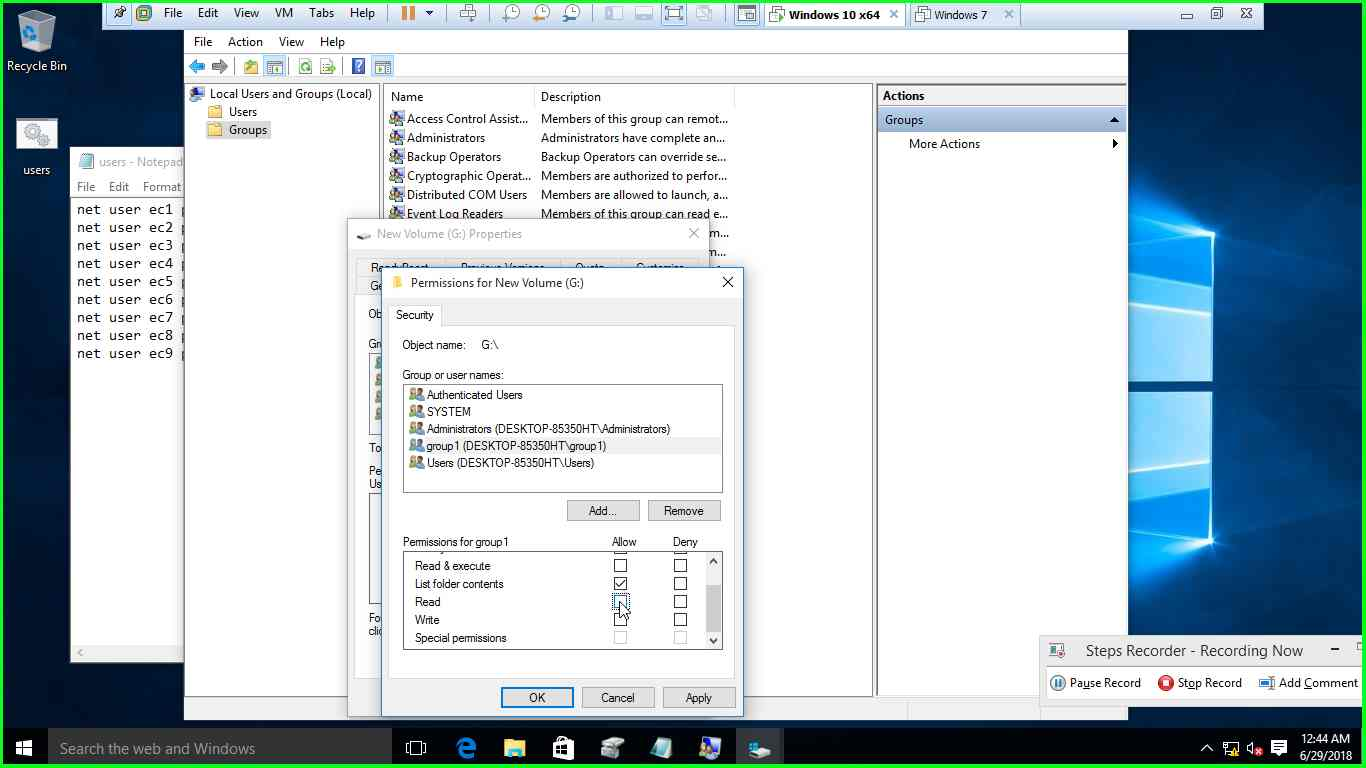 File Edit View VM Tabs Help
Windows 10 x64
Windows 7
Recycle Bin
users
users - Notepad
File Edit Format
net user ec1 p
net user ec2 p
net user ec3 p
net user ec4 p
net user ec5 p
net user ec6 p
net user ec7 p
net user ec8 p
net user ec9 p
File Action View Help
Local Users and Groups (Local)
Users
Groups
Name Description
Access Control Assist... Members of this group can remot...
Administrators Administrators have complete an...
Backup Operators Backup Operators can override se...
Cryptographic Operat... Members are authorized to perfor...
Distributed COM Users Members are allowed to launch, a...
Event Log Readers Members of this group can read e...
Actions
Groups
More Actions
New Volume (G:) Properties
Permissions for New Volume (G:)
Security
Object name: G:\
Group or user names:
Authenticated Users
SYSTEM
Administrators (DESKTOP-85350HT\Administrators)
group1 (DESKTOP-85350HT\group1)
Users (DESKTOP-85350HT\Users)
Add... Remove
Permissions for group1 Allow Deny
Read & execute
List folder contents
Read
Write
Special permissions
OK Cancel Apply
Steps Recorder - Recording Now
Pause Record Stop Record Add Comment
Search the web and Windows
12:44 AM
6/29/2018